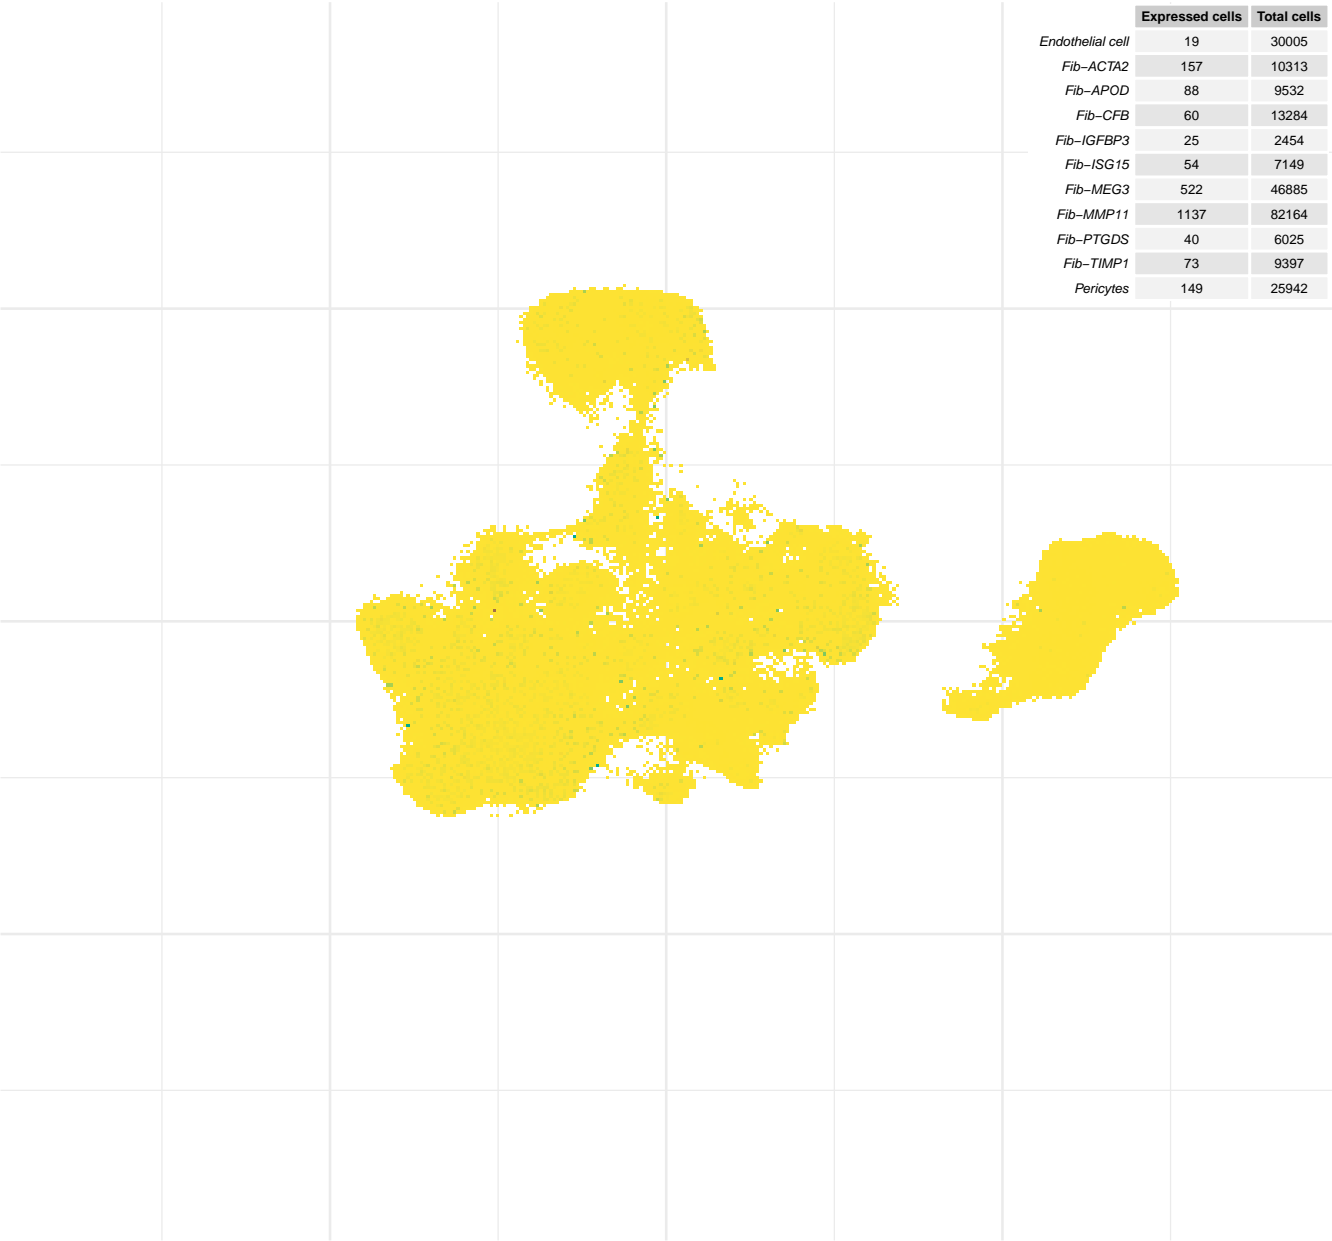 Expressed cells Total cells
Endothelial cell 19 30005
Fib−ACTA2 157 10313
Fib−APOD 88 9532
Fib−CFB 60 13284
Fib−IGFBP3 25 2454
Fib−ISG15 54 7149
Fib−MEG3 522 46885
Fib−MMP11 1137 82164
Fib−PTGDS 40 6025
Fib−TIMP1 73 9397
Pericytes 149 25942